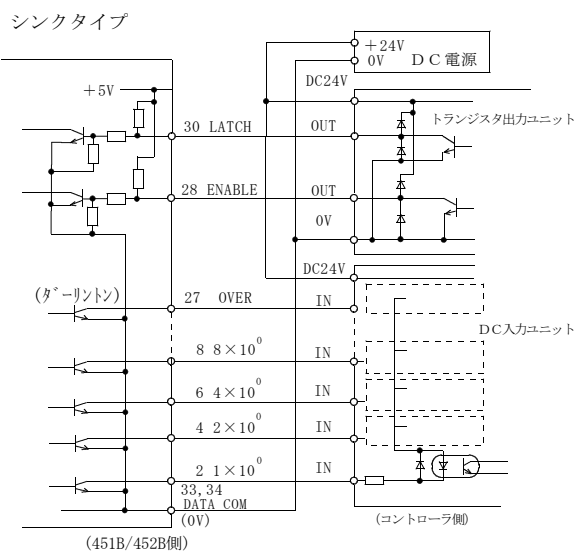 シンクタイプ
+24V
0V DC電源
DC24V
+5V
トランジスタ出力ユニット
30 LATCH OUT
28 ENABLE OUT
0V
DC24V
(ダーリントン)
27 OVER IN
DC入力ユニット
8 8×10⁰ IN
6 4×10⁰ IN
4 2×10⁰ IN
2 1×10⁰ IN
33,34
DATA COM
(0V)
(コントローラ側)
(451B/452B側)